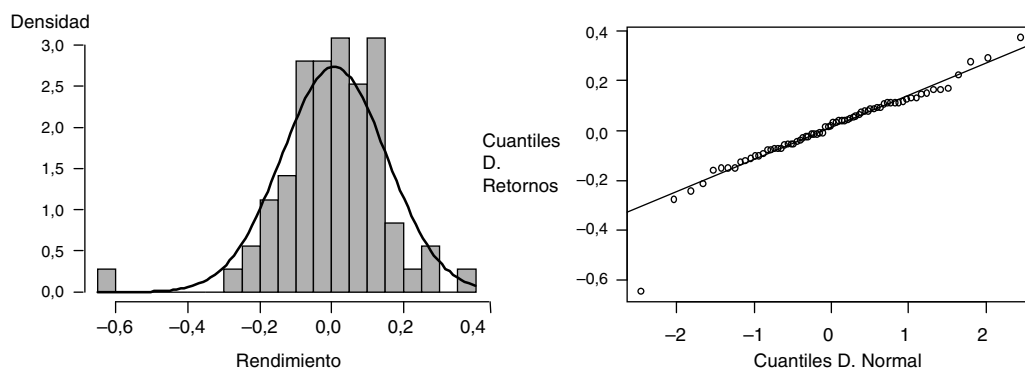 Densidad
3,0
2,5
2,0
1,5
1,0
0,5
0,0
−0,6 −0,4 −0,2 0,0 0,2 0,4
Rendimiento
0,4
0,2
0,0
−0,2
−0,4
−0,6
Cuantiles
D.
Retornos
−2 −1 0 1 2
Cuantiles D. Normal